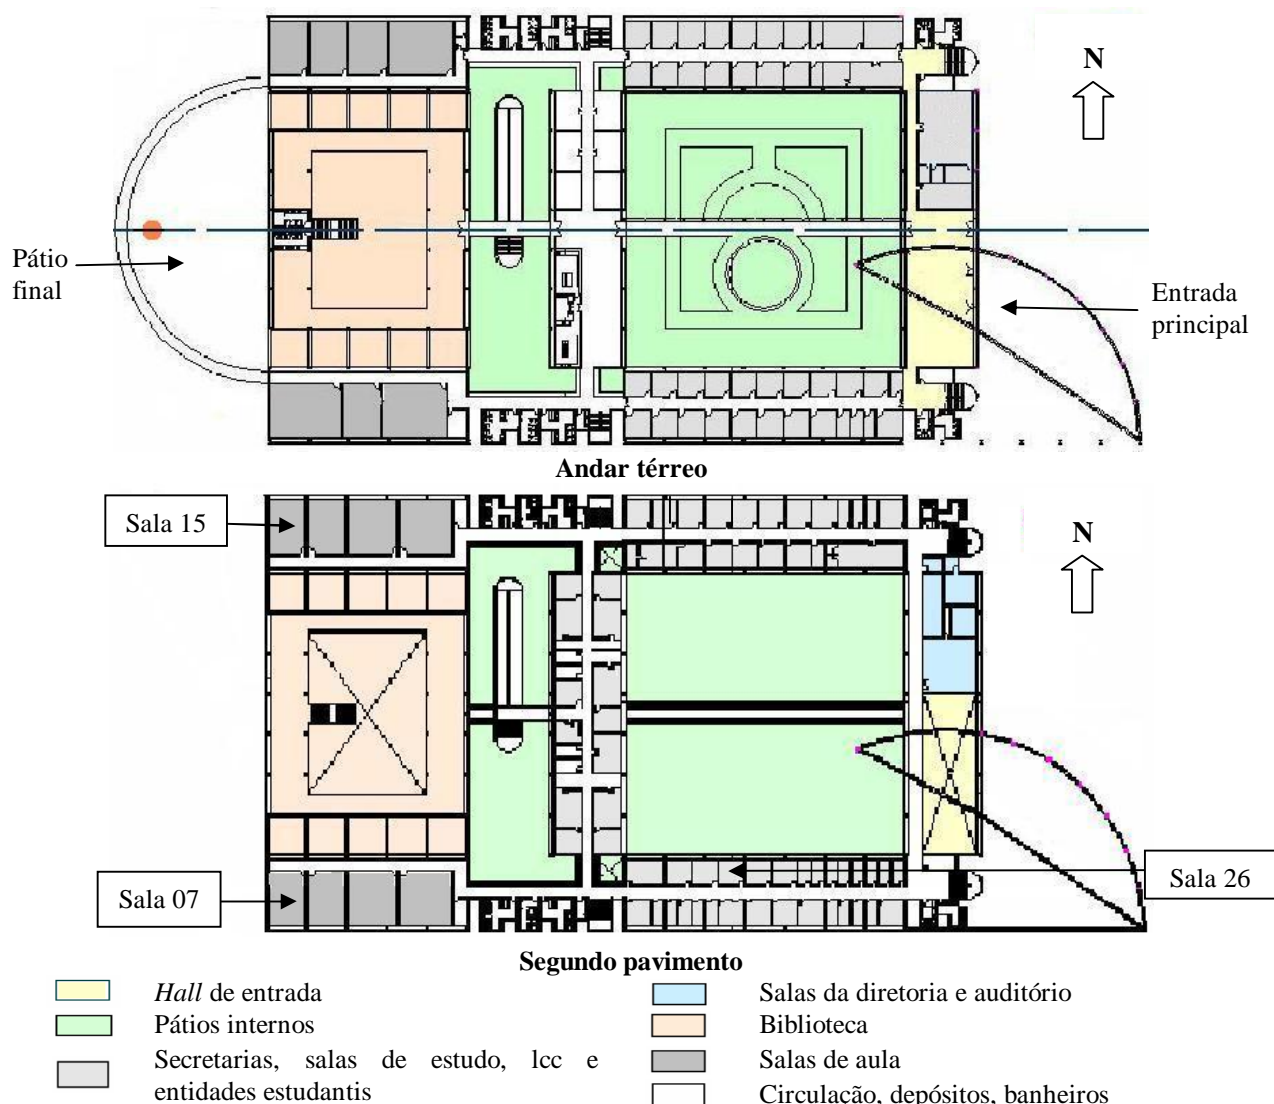 N
Pátio
final
Entrada
principal
Andar térreo
Sala 15
N
Sala 07
Sala 26
Segundo pavimento
Hall de entrada
Pátios internos
Secretarias, salas de estudo, lcc e
entidades estudantis
Salas da diretoria e auditório
Biblioteca
Salas de aula
Circulação, depósitos, banheiros